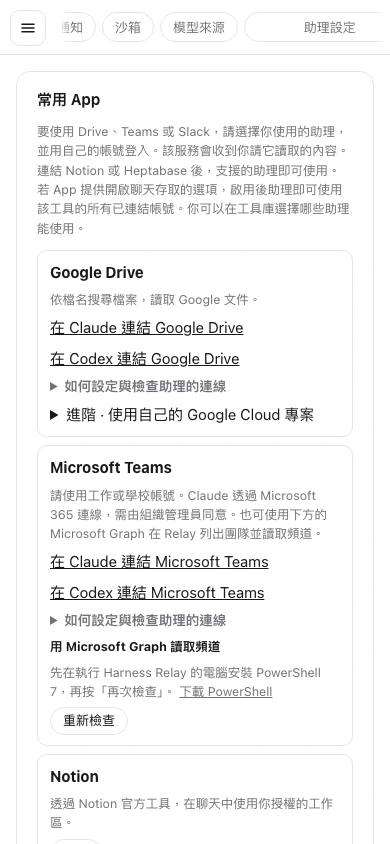 通知
沙箱
模型來源
助理設定
常用 App
要使用 Drive、Teams 或 Slack，請選擇你使用的助理，
並用自己的帳號登入。該服務會收到你請它讀取的內容。
連結 Notion 或 Heptabase 後，支援的助理即可使用。
若 App 提供開啟聊天存取的選項，啟用後助理即可使用
該工具的所有已連結帳號。你可以在工具庫選擇哪些助理
能使用。
Google Drive
依檔名搜尋檔案，讀取 Google 文件。
在 Claude 連結 Google Drive
在 Codex 連結 Google Drive
如何設定與檢查助理的連線
進階 · 使用自己的 Google Cloud 專案
Microsoft Teams
請使用工作或學校帳號。Claude 透過 Microsoft
365 連線，需由組織管理員同意。也可使用下方的
Microsoft Graph 在 Relay 列出團隊並讀取頻道。
在 Claude 連結 Microsoft Teams
在 Codex 連結 Microsoft Teams
如何設定與檢查助理的連線
用 Microsoft Graph 讀取頻道
先在執行 Harness Relay 的電腦安裝 PowerShell
7，再按「再次檢查」。 下載 PowerShell
重新檢查
Notion
透過 Notion 官方工具，在聊天中使用你授權的工作
區。